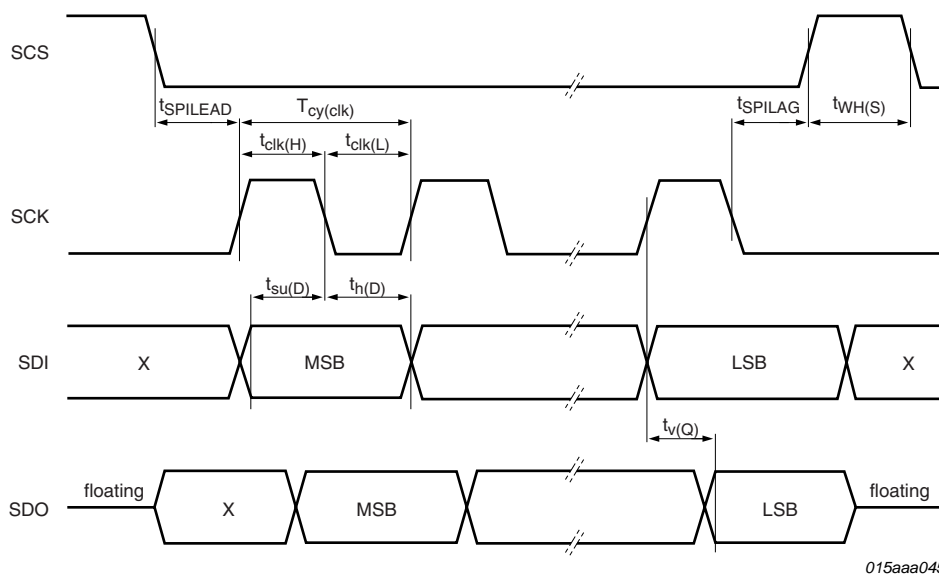 SCS
tSPILEAD
Tcy(clk)
tSPILAG
tWH(S)
tclk(H)
tclk(L)
SCK
tsu(D)
th(D)
SDI
X
MSB
LSB
X
tv(Q)
SDO
floating
X
MSB
LSB
floating